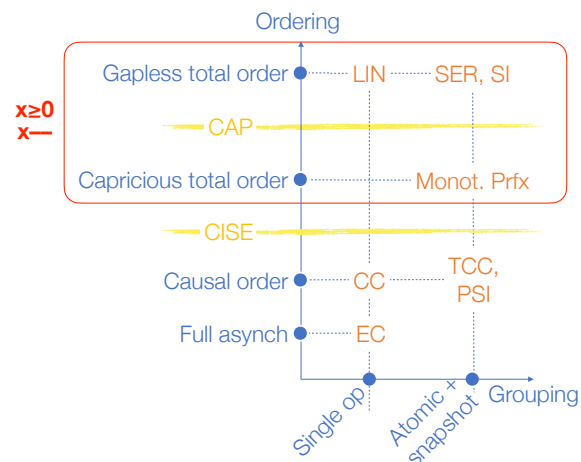 Ordering
Gapless total order
LIN
SER, SI
x≥0
x—
CAP
Capricious total order
Monot. Prfx
CISE
Causal order
CC
TCC,
PSI
Full asynch
EC
Single op
Atomic +
snapshot
Grouping